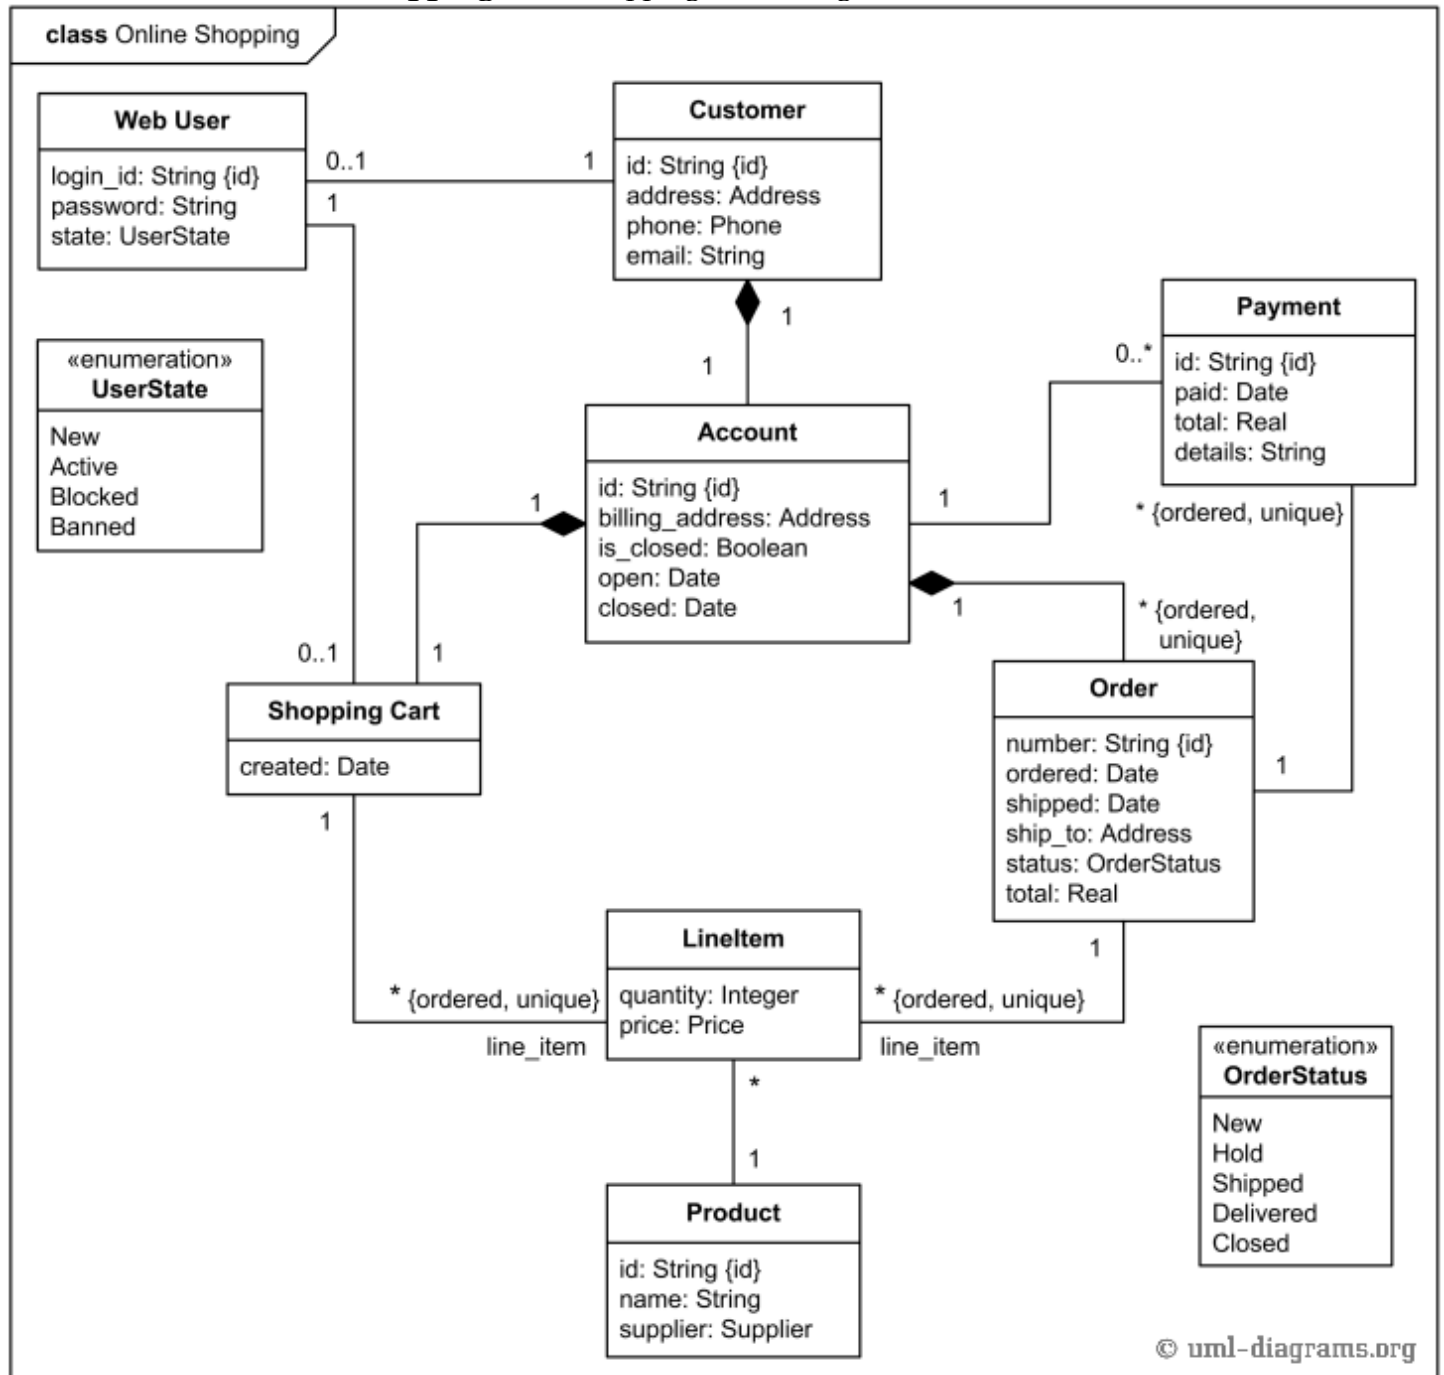 class Online Shopping
Web User
login_id: String {id}
password: String
state: UserState
0..1
1
1
Customer
id: String {id}
address: Address
phone: Phone
email: String
1
1
«enumeration»
UserState
New
Active
Blocked
Banned
Account
id: String {id}
billing_address: Address
is_closed: Boolean
open: Date
closed: Date
1
1
1
0..*
Payment
id: String {id}
paid: Date
total: Real
details: String
* {ordered, unique}
* {ordered,
unique}
0..1
1
Shopping Cart
created: Date
1
Order
number: String {id}
ordered: Date
shipped: Date
ship_to: Address
status: OrderStatus
total: Real
1
1
LineItem
quantity: Integer
price: Price
* {ordered, unique}
line_item
* {ordered, unique}
line_item
*
1
Product
id: String {id}
name: String
supplier: Supplier
«enumeration»
OrderStatus
New
Hold
Shipped
Delivered
Closed
© uml-diagrams.org